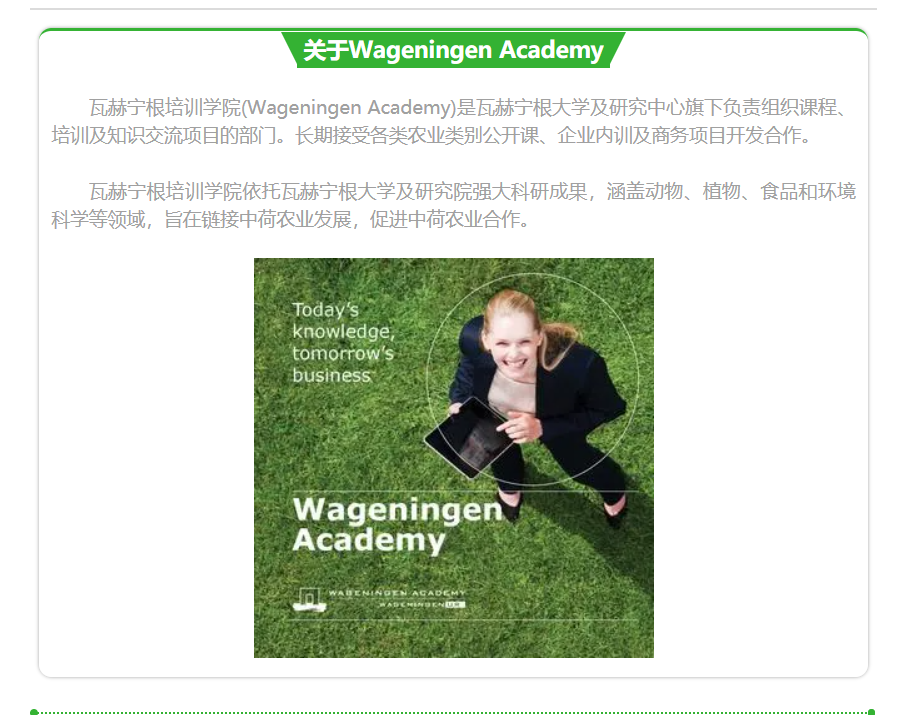 关于Wageningen Academy
瓦赫宁根培训学院(Wageningen Academy)是瓦赫宁根大学及研究中心旗下负责组织课程、
培训及知识交流项目的部门。长期接受各类农业类别公开课、企业内训及商务项目开发合作。
瓦赫宁根培训学院依托瓦赫宁根大学及研究院强大科研成果，涵盖动物、植物、食品和环境
科学等领域，旨在链接中荷农业发展，促进中荷农业合作。
Today's
knowledge,
tomorrow's
business
Wageningen
Academy
WAGENINGEN ACADEMY
WAGENINGEN UR